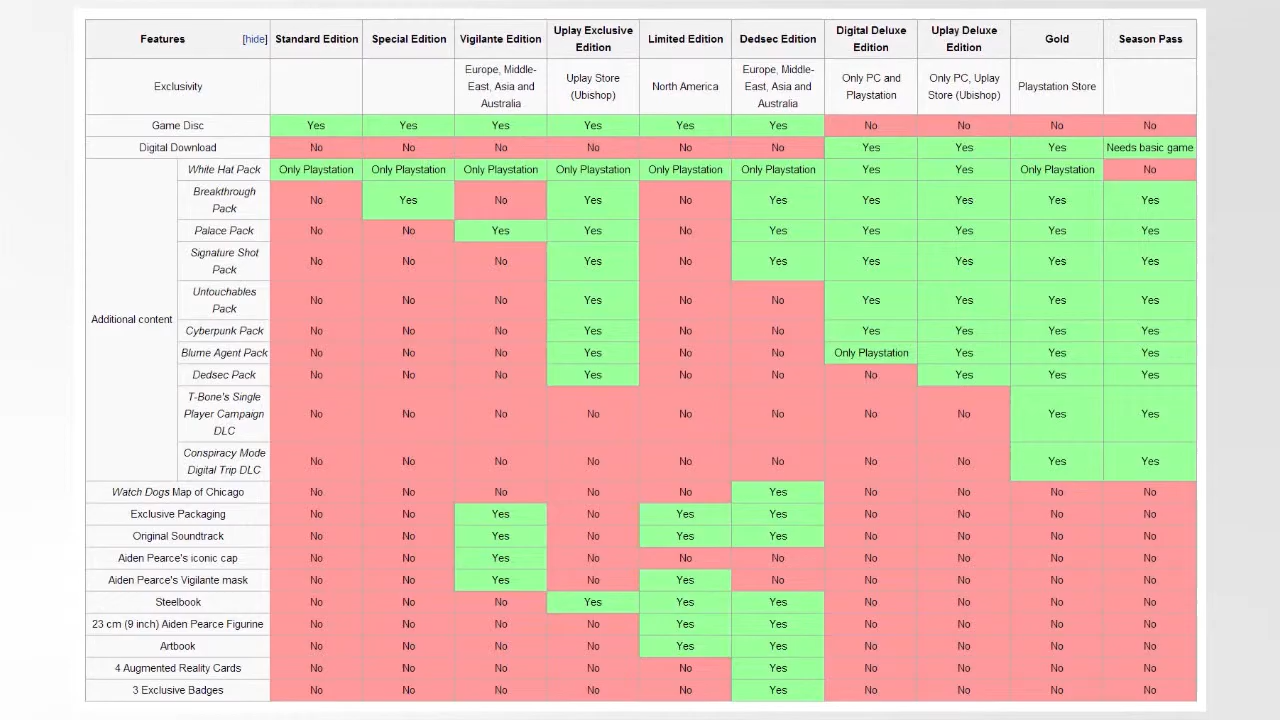 Features [hide] Standard Edition Special Edition Vigilante Edition Uplay Exclusive Edition Limited Edition Dedsec Edition Digital Deluxe Edition Uplay Deluxe Edition Gold Season Pass
Exclusivity Europe, Middle-East, Asia and Australia Uplay Store (Ubishop) North America Europe, Middle-East, Asia and Australia Only PC and Playstation Only PC, Uplay Store (Ubishop) Playstation Store
Game Disc Yes Yes Yes Yes Yes Yes No No No No
Digital Download No No No No No No Yes Yes Yes Needs basic game
Additional content
White Hat Pack Only Playstation Only Playstation Only Playstation Only Playstation Only Playstation Only Playstation Yes Yes Only Playstation No
Breakthrough Pack No Yes No Yes No Yes Yes Yes Yes Yes
Palace Pack No No Yes Yes No Yes Yes Yes Yes Yes
Signature Shot Pack No No No Yes No Yes Yes Yes Yes Yes
Untouchables Pack No No No Yes No No Yes Yes Yes Yes
Cyberpunk Pack No No No Yes No No Yes Yes Yes Yes
Blume Agent Pack No No No Yes No No Only Playstation Yes Yes Yes
Dedsec Pack No No No Yes No No No Yes Yes Yes
T-Bone's Single Player Campaign DLC No No No No No No No No Yes Yes
Conspiracy Mode Digital Trip DLC No No No No No No No No Yes Yes
Watch Dogs Map of Chicago No No No No No Yes No No No No
Exclusive Packaging No No Yes No Yes Yes No No No No
Original Soundtrack No No Yes No Yes Yes No No No No
Aiden Pearce's iconic cap No No Yes No No No No No No No
Aiden Pearce's Vigilante mask No No Yes No Yes No No No No No
Steelbook No No No Yes Yes Yes No No No No
23 cm (9 inch) Aiden Pearce Figurine No No No No Yes Yes No No No No
Artbook No No No No Yes Yes No No No No
4 Augmented Reality Cards No No No No No Yes No No No No
3 Exclusive Badges No No No No No Yes No No No No